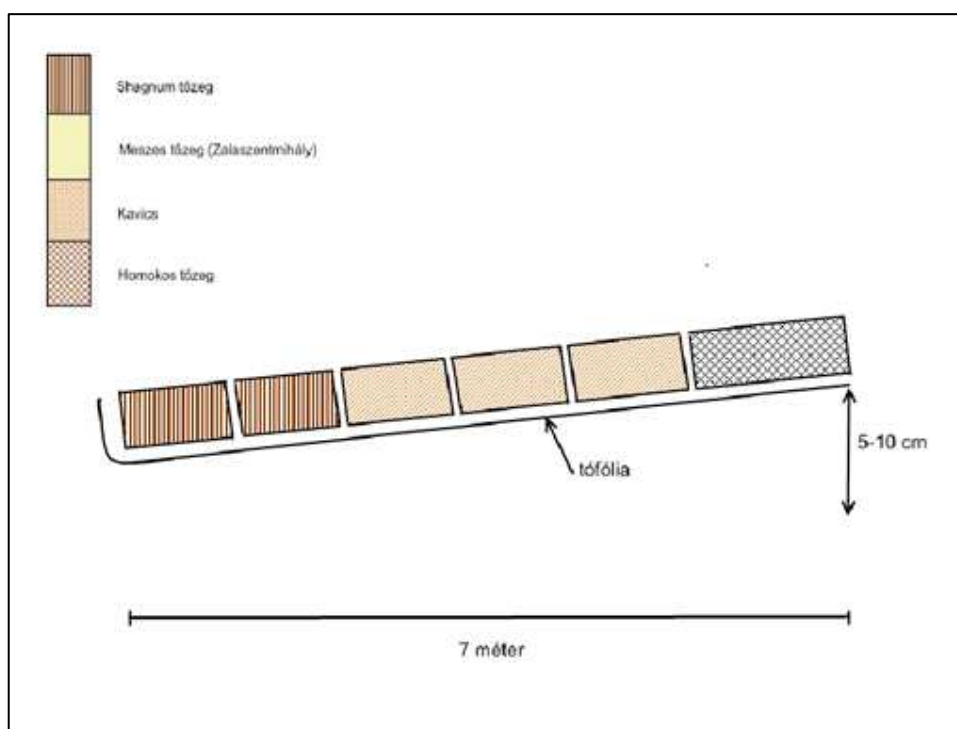 Shagnum tőzeg
Meszes tőzeg (Zalaszentmihály)
Kavics
Homokos tőzeg
5-10 cm
tófólia
7 méter